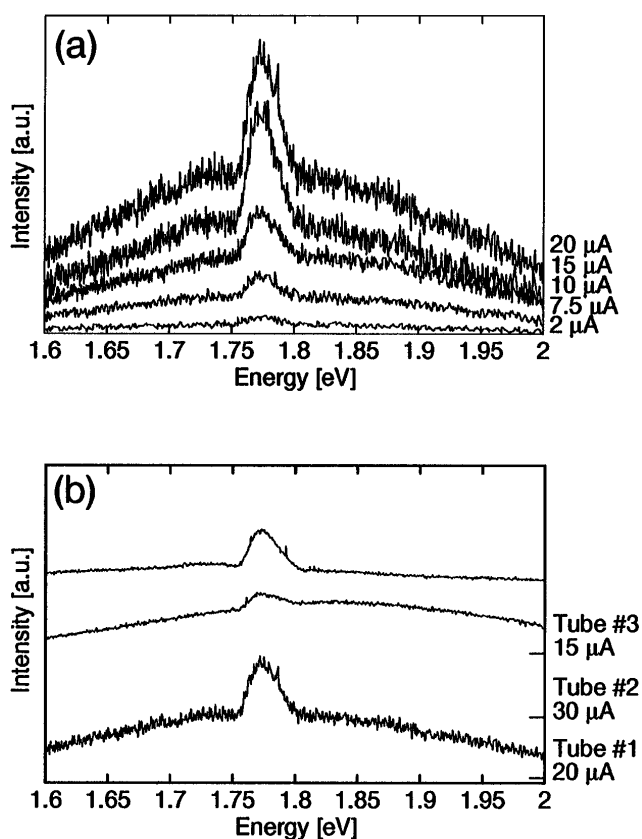 (a)
Intensity [a.u.]
20 μA
15 μA
10 μA
7.5 μA
2 μA
1.6 1.65 1.7 1.75 1.8 1.85 1.9 1.95 2
Energy [eV]
(b)
Intensity [a.u.]
Tube #3
15 μA
Tube #2
30 μA
Tube #1
20 μA
1.6 1.65 1.7 1.75 1.8 1.85 1.9 1.95 2
Energy [eV]